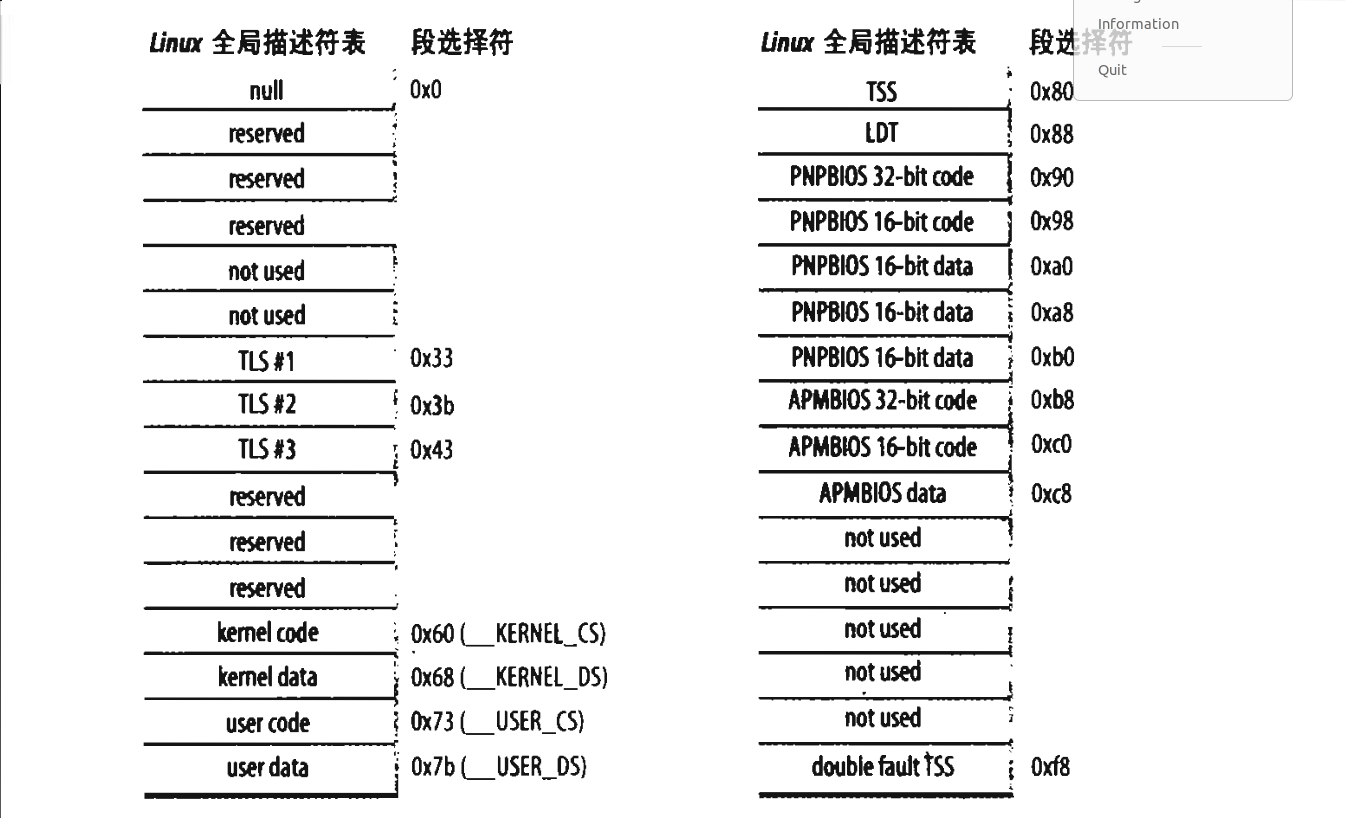 Linux 全局描述符表 段选择符
null 0x0
reserved
reserved
reserved
not used
not used
TLS #1 0x33
TLS #2 0x3b
TLS #3 0x43
reserved
reserved
reserved
kernel code 0x60 (__KERNEL_CS)
kernel data 0x68 (__KERNEL_DS)
user code 0x73 (__USER_CS)
user data 0x7b (__USER_DS)
Linux 全局描述符表 段选择符
TSS 0x80
LDT 0x88
PNPBIOS 32-bit code 0x90
PNPBIOS 16-bit code 0x98
PNPBIOS 16-bit data 0xa0
PNPBIOS 16-bit data 0xa8
PNPBIOS 16-bit data 0xb0
APMBIOS 32-bit code 0xb8
APMBIOS 16-bit code 0xc0
APMBIOS data 0xc8
not used
not used
not used
not used
not used
double fault TSS 0xf8
Information
Quit